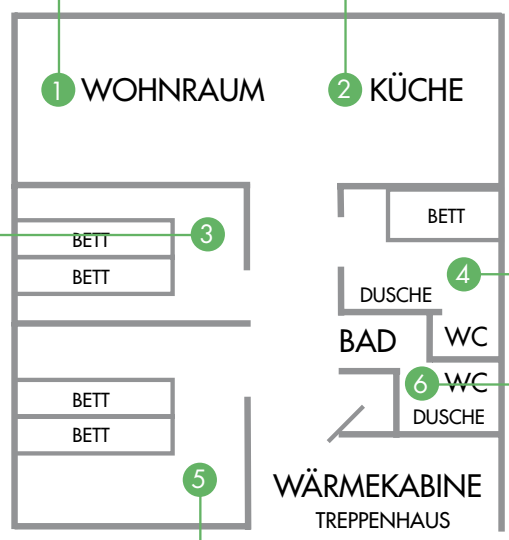 1 WOHNRAUM 2 KÜCHE
3
BETT
BETT
BETT
4
DUSCHE
BAD WC
6 WC
DUSCHE
BETT
BETT
5
WÄRMEKABINE
TREPPENHAUS